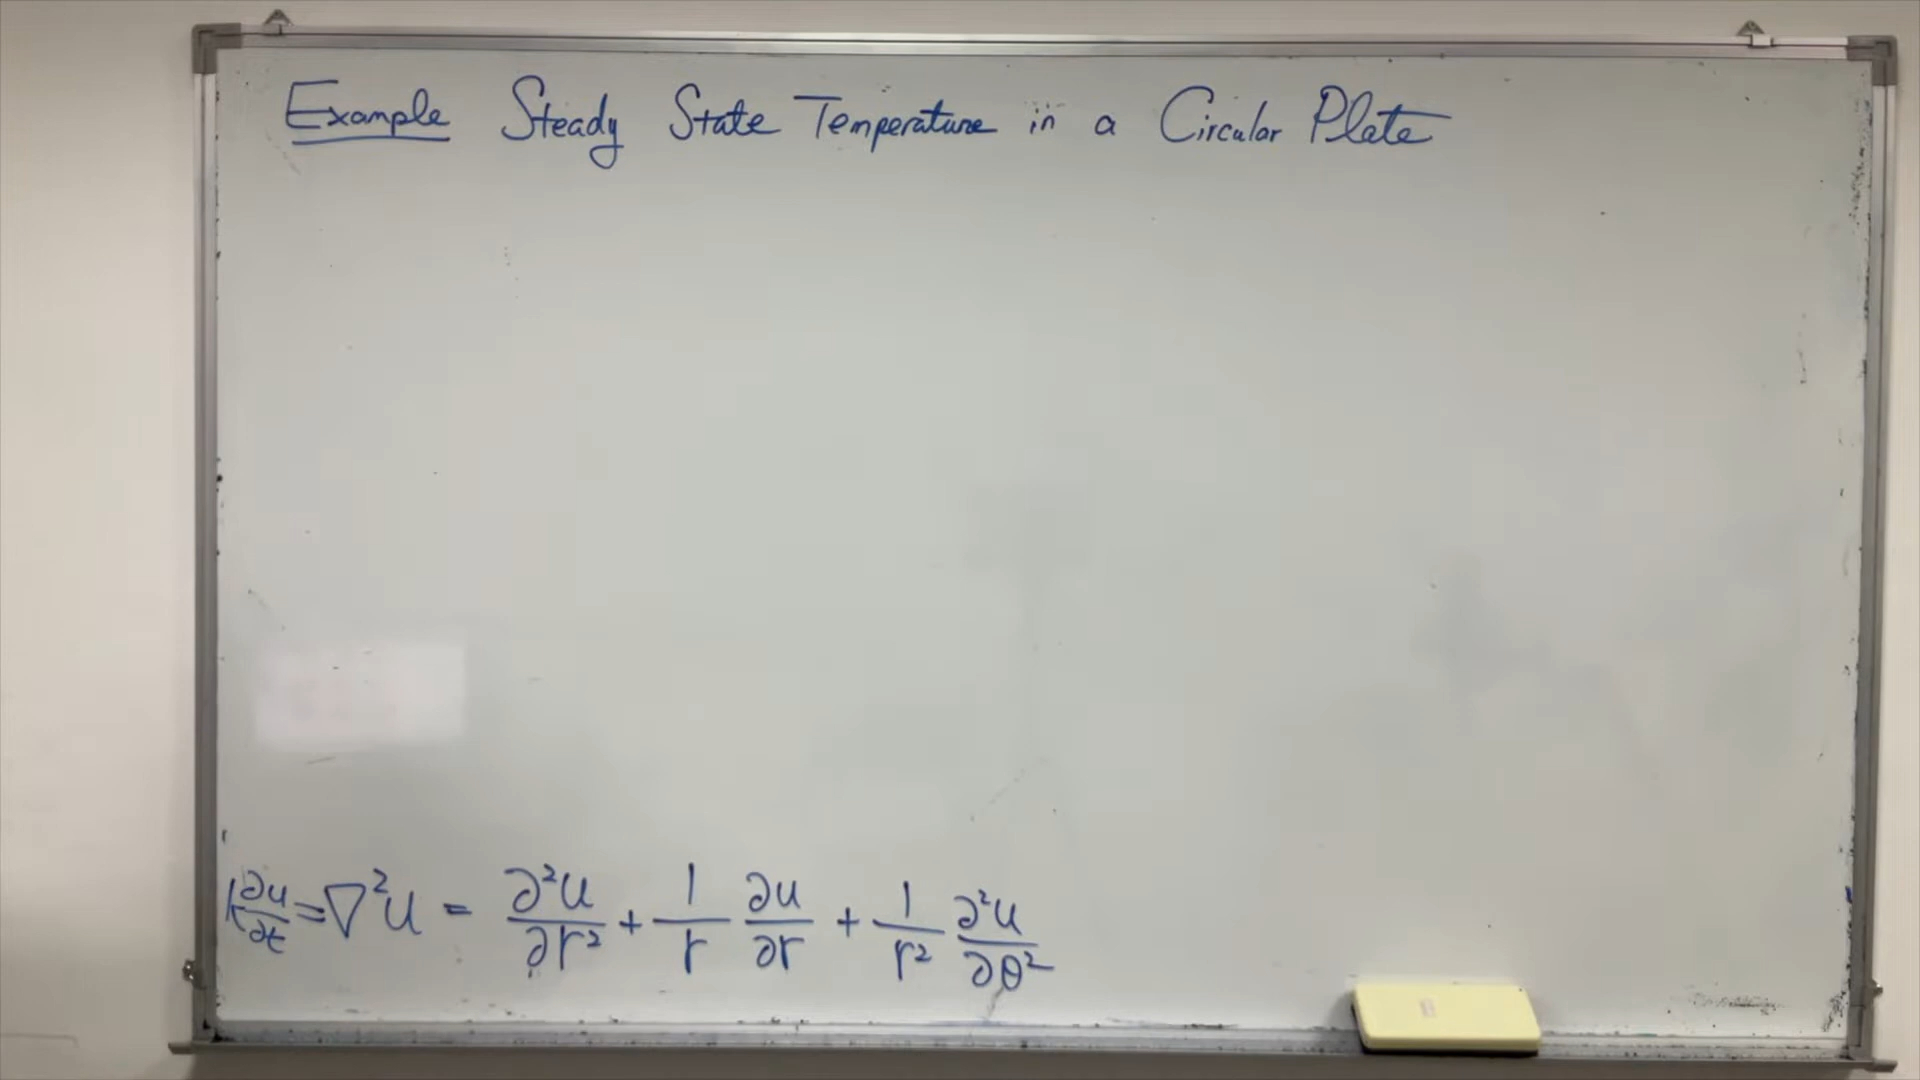 Example Steady State Temperature in a Circular Plate
k ∂u/∂t = ∇²u = ∂²u/∂r² + 1/r ∂u/∂r + 1/r² ∂²u/∂θ²